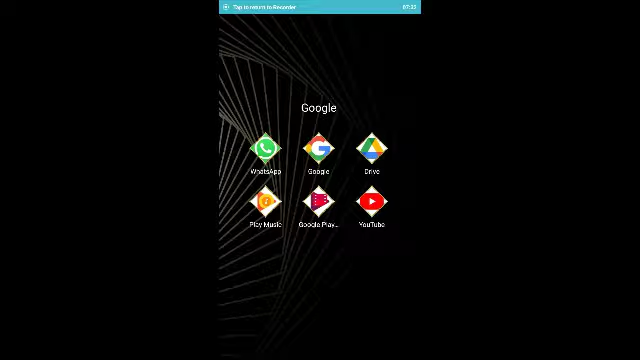 Tap to return to Recorder
Google
WhatsApp
Google
Drive
Play Music
Google Play...
YouTube